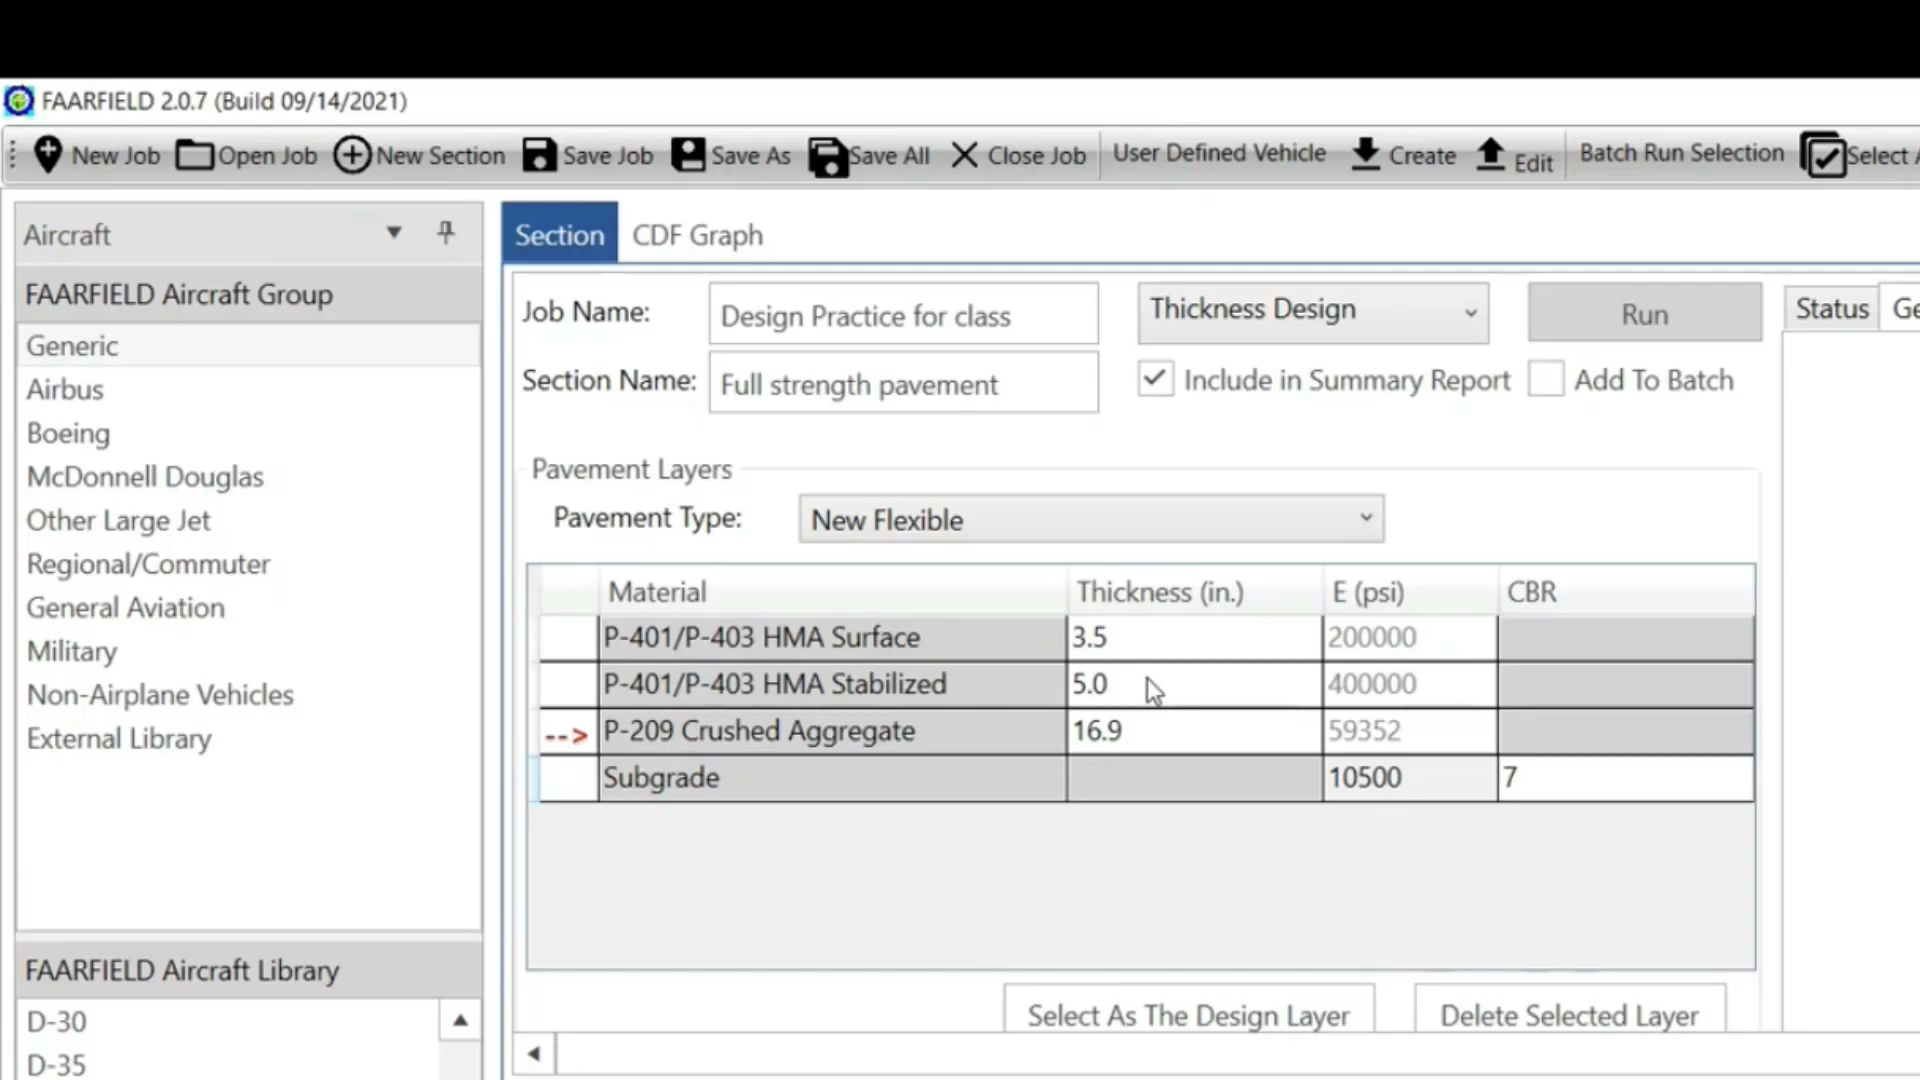 FAARFIELD 2.0.7 (Build 09/14/2021)
New Job Open Job New Section Save Job Save As Save All Close Job User Defined Vehicle Create Edit Batch Run Selection Select
Aircraft
FAARFIELD Aircraft Group
Generic
Airbus
Boeing
McDonnell Douglas
Other Large Jet
Regional/Commuter
General Aviation
Military
Non-Airplane Vehicles
External Library
FAARFIELD Aircraft Library
D-30
D-35
Section CDF Graph
Job Name: Design Practice for class Thickness Design Run
Section Name: Full strength pavement Include in Summary Report Add To Batch
Pavement Layers
Pavement Type: New Flexible
Material Thickness (in.) E (psi) CBR
P-401/P-403 HMA Surface 3.5 200000
P-401/P-403 HMA Stabilized 5.0 400000
--> P-209 Crushed Aggregate 16.9 59352
Subgrade 10500 7
Select As The Design Layer Delete Selected Layer
Status